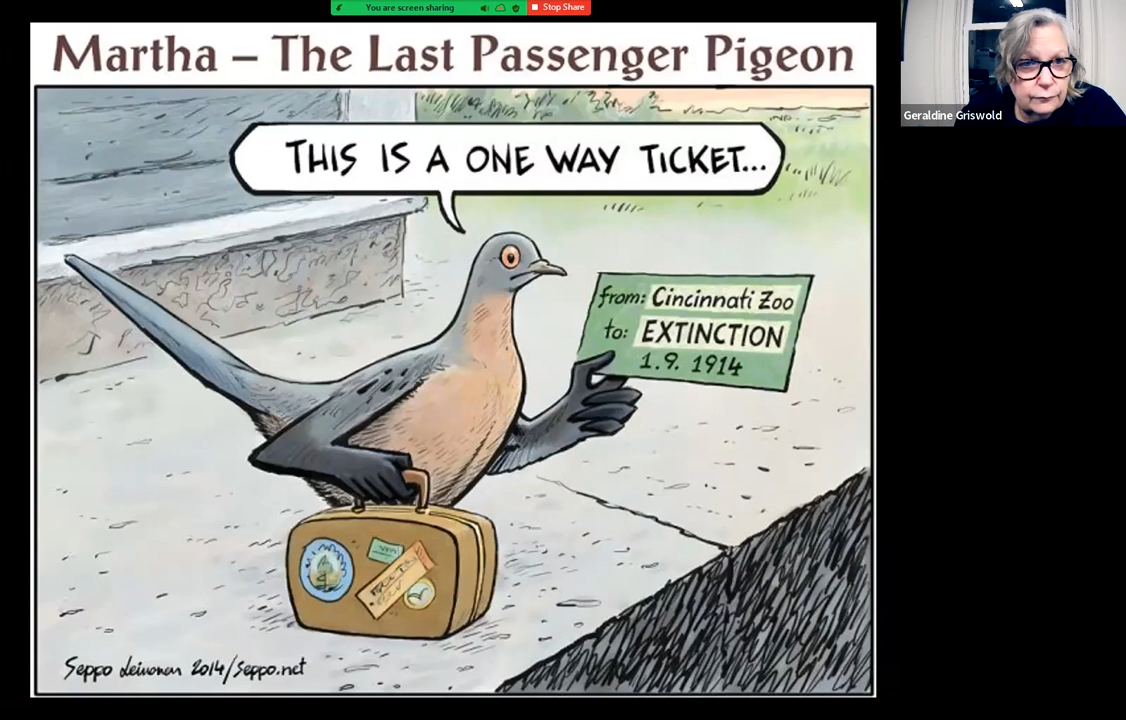 You are screen sharing
Stop Share
Martha – The Last Passenger Pigeon
Geraldine Griswold
THIS IS A ONE WAY TICKET...
from: Cincinnati Zoo
to: EXTINCTION
1.9. 1914
Seppo Leinonen 2014/seppo.net